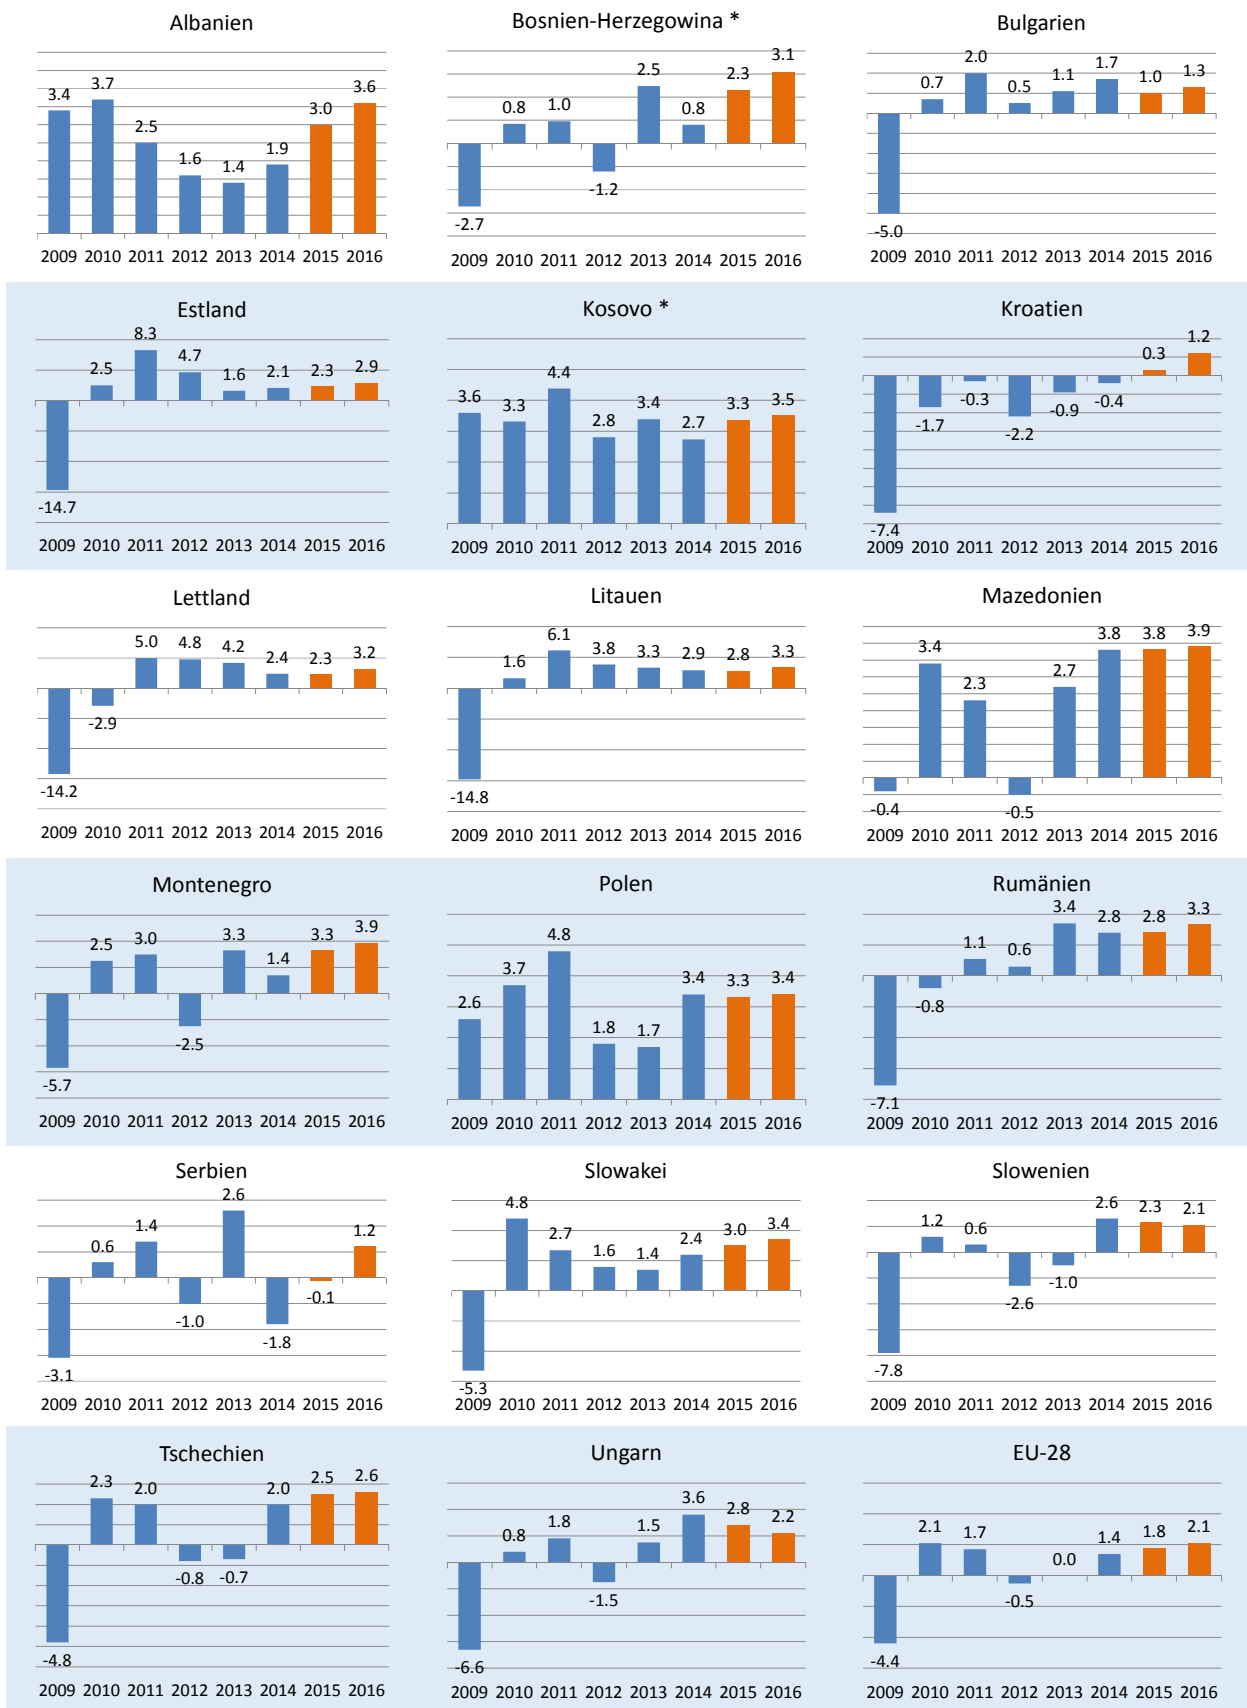 Albanien
3.4 3.7 2.5 1.6 1.4 1.9 3.0 3.6
2009 2010 2011 2012 2013 2014 2015 2016
Bosnien-Herzegowina *
-2.7 0.8 1.0 -1.2 2.5 0.8 2.3 3.1
2009 2010 2011 2012 2013 2014 2015 2016
Bulgarien
-5.0 0.7 2.0 0.5 1.1 1.7 1.0 1.3
2009 2010 2011 2012 2013 2014 2015 2016
Estland
-14.7 2.5 8.3 4.7 1.6 2.1 2.3 2.9
2009 2010 2011 2012 2013 2014 2015 2016
Kosovo *
3.6 3.3 4.4 2.8 3.4 2.7 3.3 3.5
2009 2010 2011 2012 2013 2014 2015 2016
Kroatien
-7.4 -1.7 -0.3 -2.2 -0.9 -0.4 0.3 1.2
2009 2010 2011 2012 2013 2014 2015 2016
Lettland
-14.2 -2.9 5.0 4.8 4.2 2.4 2.3 3.2
2009 2010 2011 2012 2013 2014 2015 2016
Litauen
-14.8 1.6 6.1 3.8 3.3 2.9 2.8 3.3
2009 2010 2011 2012 2013 2014 2015 2016
Mazedonien
-0.4 3.4 2.3 -0.5 2.7 3.8 3.8 3.9
2009 2010 2011 2012 2013 2014 2015 2016
Montenegro
-5.7 2.5 3.0 -2.5 3.3 1.4 3.3 3.9
2009 2010 2011 2012 2013 2014 2015 2016
Polen
2.6 3.7 4.8 1.8 1.7 3.4 3.3 3.4
2009 2010 2011 2012 2013 2014 2015 2016
Rumänien
-7.1 -0.8 1.1 0.6 3.4 2.8 2.8 3.3
2009 2010 2011 2012 2013 2014 2015 2016
Serbien
-3.1 0.6 1.4 -1.0 2.6 -1.8 -0.1 1.2
2009 2010 2011 2012 2013 2014 2015 2016
Slowakei
-5.3 4.8 2.7 1.6 1.4 2.4 3.0 3.4
2009 2010 2011 2012 2013 2014 2015 2016
Slowenien
-7.8 1.2 0.6 -2.6 -1.0 2.6 2.3 2.1
2009 2010 2011 2012 2013 2014 2015 2016
Tschechien
-4.8 2.3 2.0 -0.8 -0.7 2.0 2.5 2.6
2009 2010 2011 2012 2013 2014 2015 2016
Ungarn
-6.6 0.8 1.8 -1.5 1.5 3.6 2.8 2.2
2009 2010 2011 2012 2013 2014 2015 2016
EU-28
-4.4 2.1 1.7 -0.5 0.0 1.4 1.8 2.1
2009 2010 2011 2012 2013 2014 2015 2016